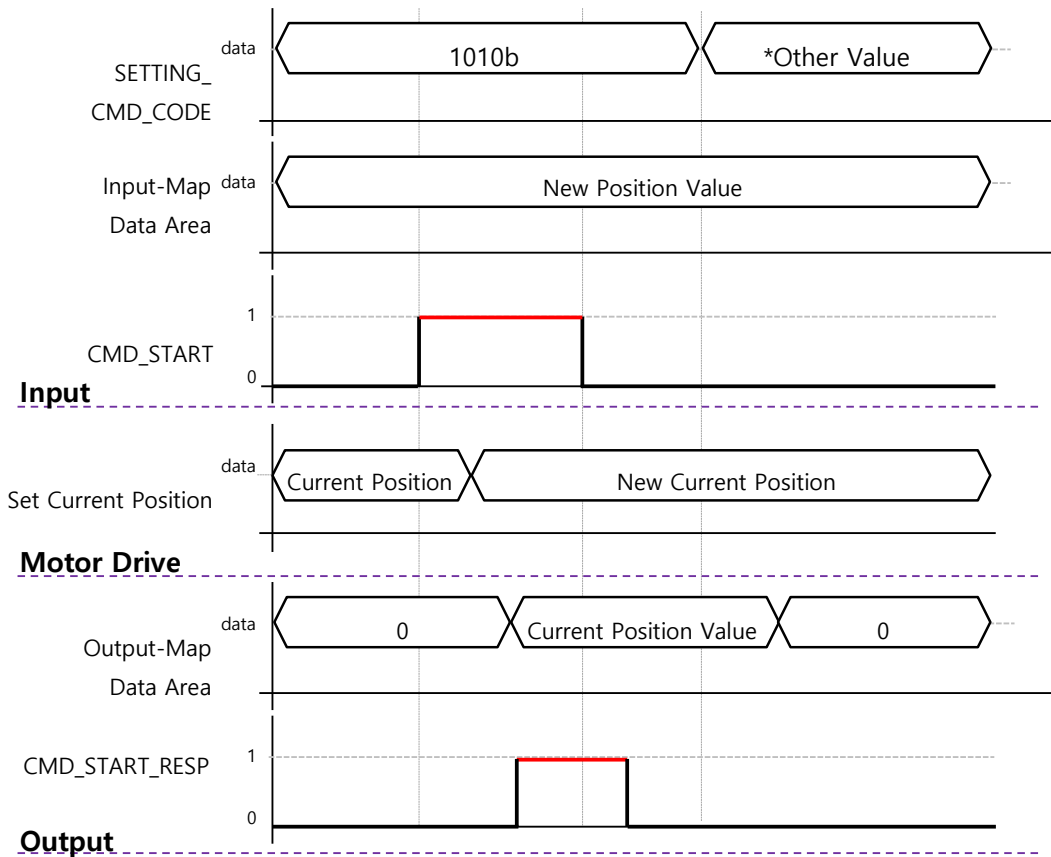 data
1010b
*Other Value
SETTING_
CMD_CODE
Input-Map
data
New Position Value
Data Area
1
CMD_START
0
Input
data
Current Position
New Current Position
Set Current Position
Motor Drive
data
0
Current Position Value
0
Output-Map
Data Area
CMD_START_RESP
1
0
Output